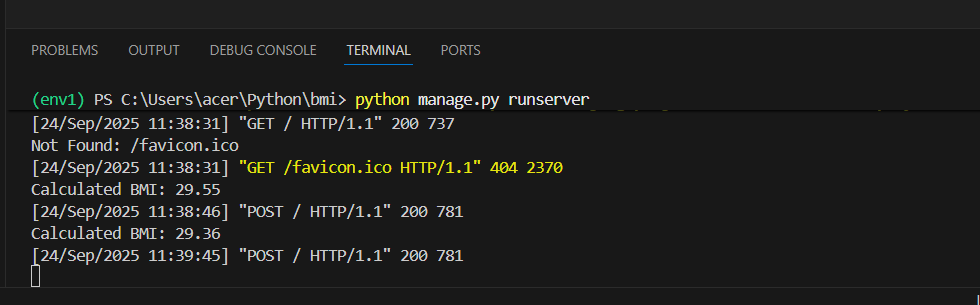 PROBLEMS OUTPUT DEBUG CONSOLE TERMINAL PORTS
(env1) PS C:\Users\acer\Python\bmi> python manage.py runserver
[24/Sep/2025 11:38:31] "GET / HTTP/1.1" 200 737
Not Found: /favicon.ico
[24/Sep/2025 11:38:31] "GET /favicon.ico HTTP/1.1" 404 2370
Calculated BMI: 29.55
[24/Sep/2025 11:38:46] "POST / HTTP/1.1" 200 781
Calculated BMI: 29.36
[24/Sep/2025 11:39:45] "POST / HTTP/1.1" 200 781